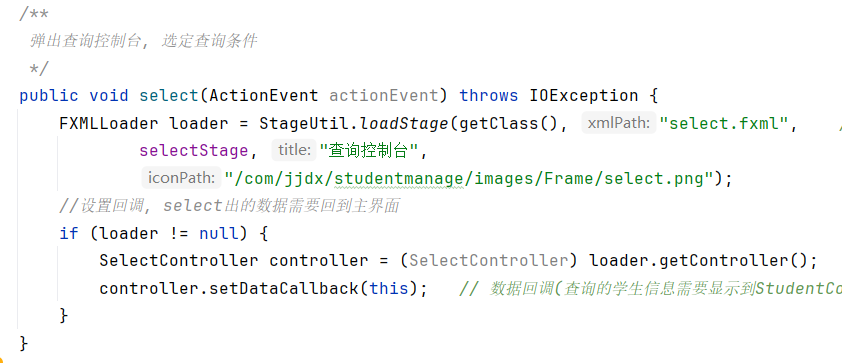 /**
弹出查询控制台, 选定查询条件
*/
public void select(ActionEvent actionEvent) throws IOException {
FXMLLoader loader = StageUtil.loadStage(getClass(), xmlPath: "select.fxml", /
selectStage, title: "查询控制台",
iconPath: "/com/jjdx/studentmanage/images/Frame/select.png");
//设置回调, select出的数据需要回到主界面
if (loader != null) {
SelectController controller = (SelectController) loader.getController();
controller.setDataCallback(this); // 数据回调(查询的学生信息需要显示到StudentCo
}
}